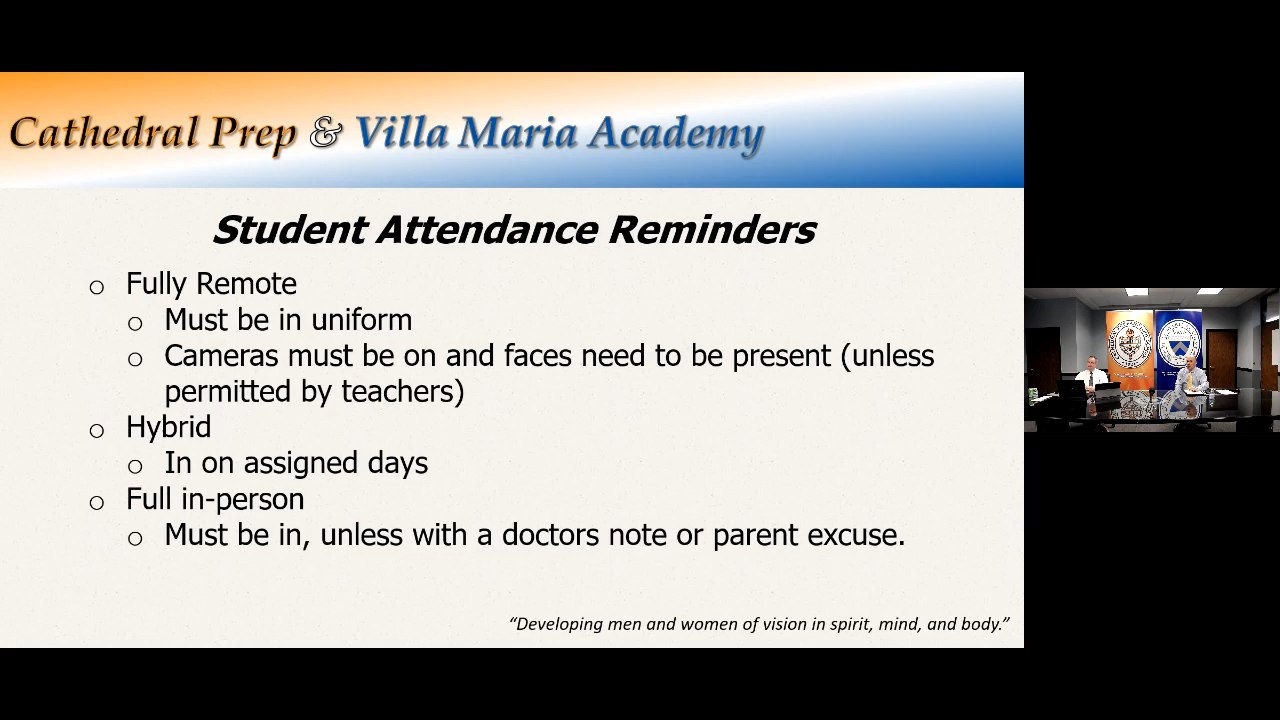 Cathedral Prep & Villa Maria Academy
Student Attendance Reminders
o Fully Remote
o Must be in uniform
o Cameras must be on and faces need to be present (unless
permitted by teachers)
o Hybrid
o In on assigned days
o Full in-person
o Must be in, unless with a doctors note or parent excuse.
“Developing men and women of vision in spirit, mind, and body.”